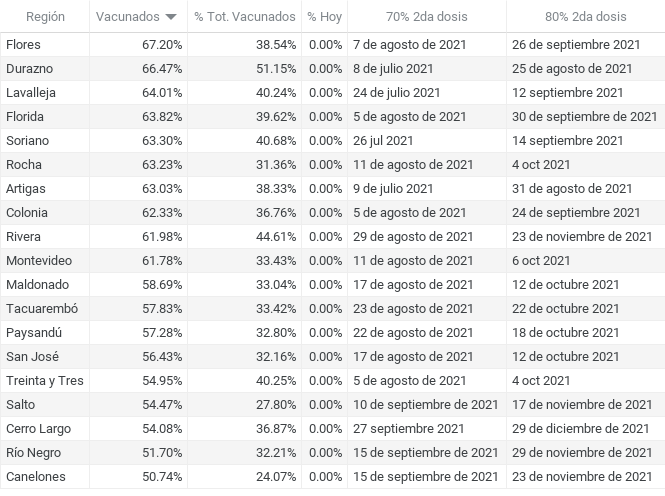 Región Vacunados % Tot. Vacunados % Hoy 70% 2da dosis 80% 2da dosis
Flores 67.20% 38.54% 0.00% 7 de agosto de 2021 26 de septiembre 2021
Durazno 66.47% 51.15% 0.00% 8 de julio 2021 25 de agosto de 2021
Lavalleja 64.01% 40.24% 0.00% 24 de julio 2021 12 septiembre 2021
Florida 63.82% 39.62% 0.00% 5 de agosto de 2021 30 de septiembre de 2021
Soriano 63.30% 40.68% 0.00% 26 jul 2021 14 septiembre 2021
Rocha 63.23% 31.36% 0.00% 11 de agosto de 2021 4 oct 2021
Artigas 63.03% 38.33% 0.00% 9 de julio 2021 31 de agosto de 2021
Colonia 62.33% 36.76% 0.00% 5 de agosto de 2021 24 de septiembre 2021
Rivera 61.98% 44.61% 0.00% 29 de agosto de 2021 23 de noviembre de 2021
Montevideo 61.78% 33.43% 0.00% 11 de agosto de 2021 6 oct 2021
Maldonado 58.69% 33.04% 0.00% 17 de agosto de 2021 12 de octubre 2021
Tacuarembó 57.83% 33.42% 0.00% 23 de agosto de 2021 22 de octubre 2021
Paysandú 57.28% 32.80% 0.00% 22 de agosto de 2021 18 de octubre 2021
San José 56.43% 32.16% 0.00% 17 de agosto de 2021 12 de octubre 2021
Treinta y Tres 54.95% 40.25% 0.00% 5 de agosto de 2021 4 oct 2021
Salto 54.47% 27.80% 0.00% 10 de septiembre de 2021 17 de noviembre de 2021
Cerro Largo 54.08% 36.87% 0.00% 27 septiembre 2021 29 de diciembre de 2021
Río Negro 51.70% 32.21% 0.00% 15 de septiembre de 2021 29 de noviembre de 2021
Canelones 50.74% 24.07% 0.00% 15 de septiembre de 2021 23 de noviembre de 2021